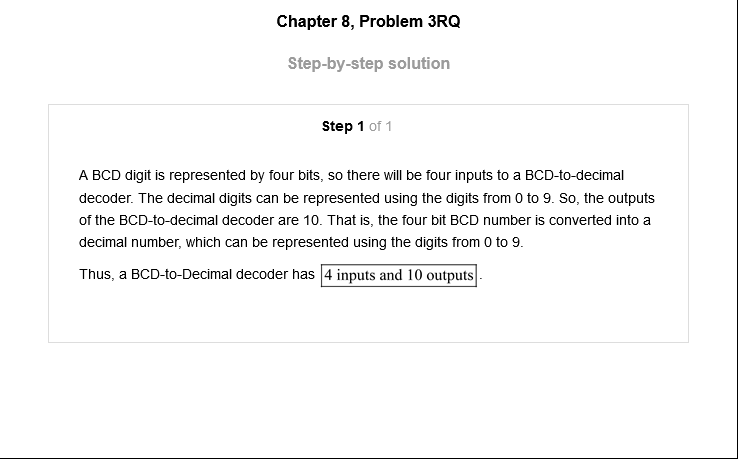 Chapter 8, Problem 3RQ
Step-by-step solution
Step 1 of 1
A BCD digit is represented by four bits, so there will be four inputs to a BCD-to-decimal
decoder. The decimal digits can be represented using the digits from 0 to 9. So, the outputs
of the BCD-to-decimal decoder are 10. That is, the four bit BCD number is converted into a
decimal number, which can be represented using the digits from 0 to 9.
Thus, a BCD-to-Decimal decoder has 4 inputs and 10 outputs.